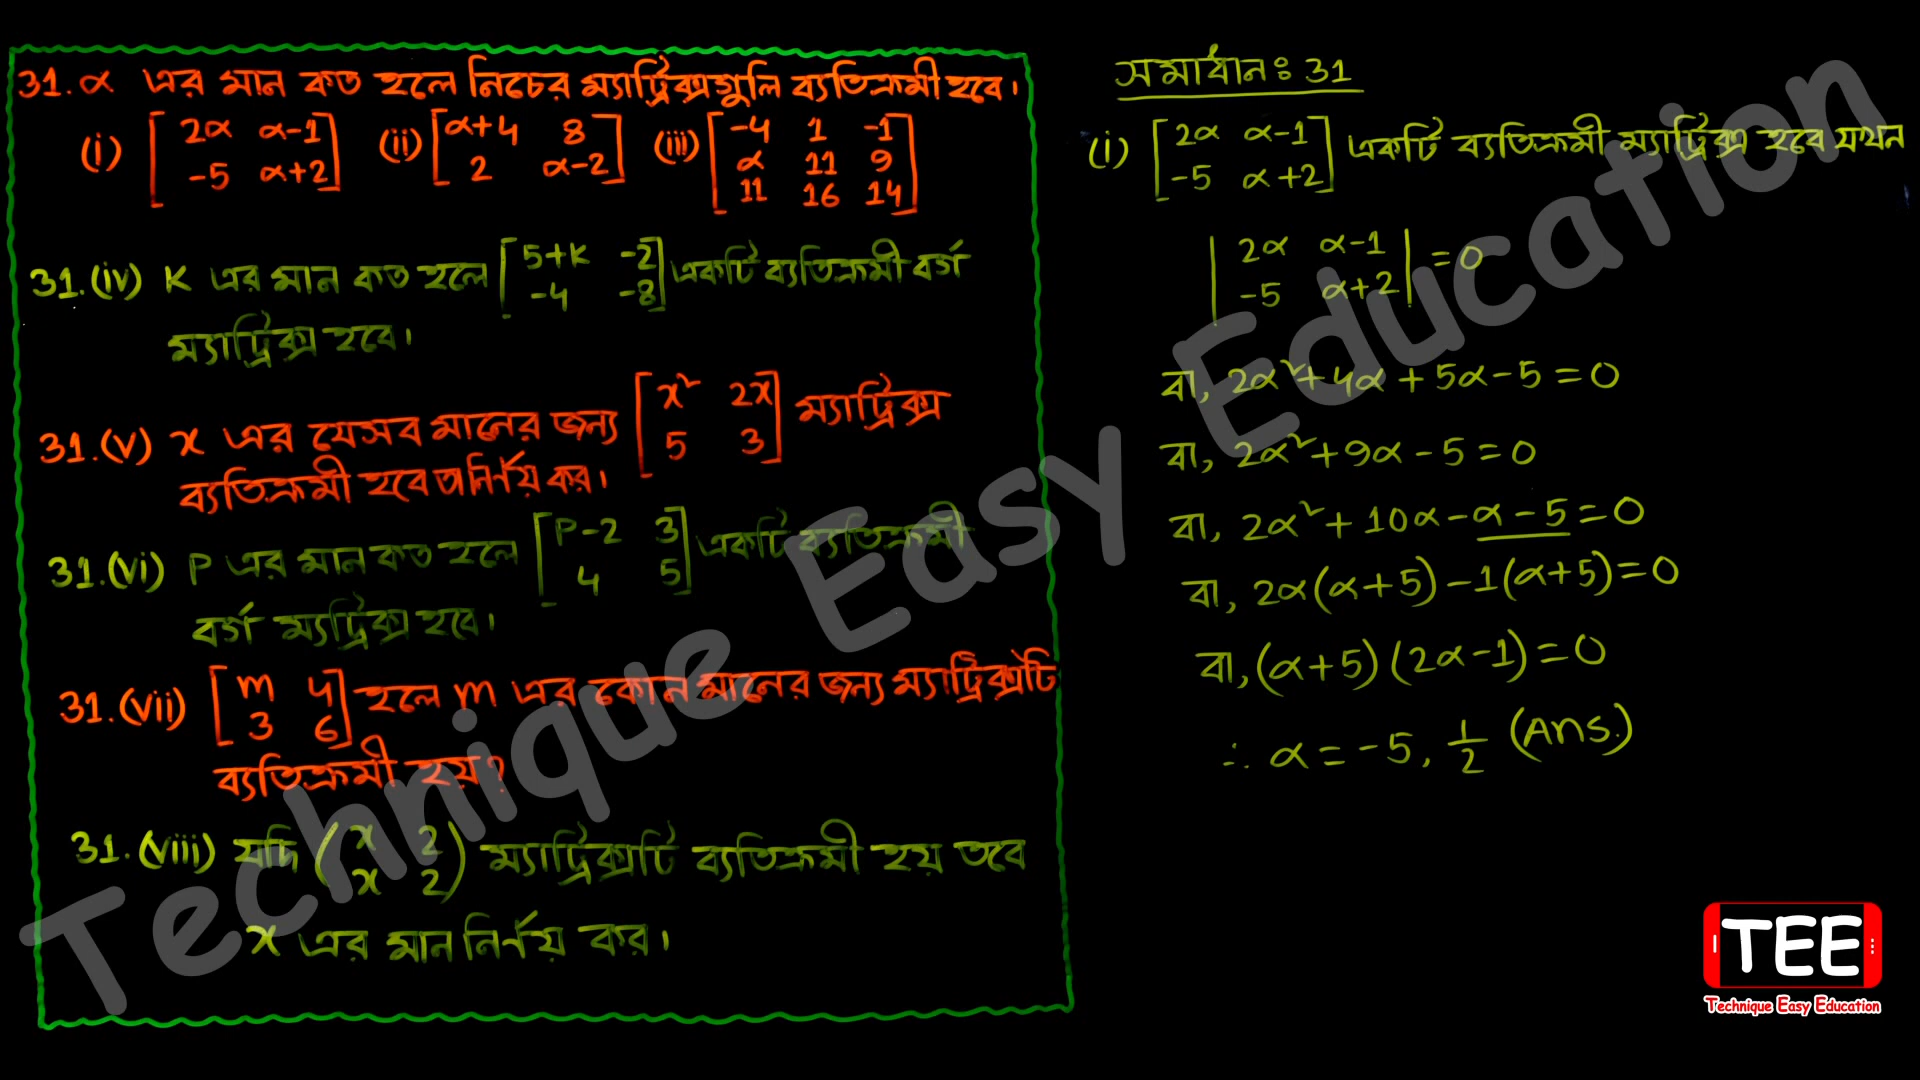 31. α এর মান কত হলে নিচের ম্যাট্রিক্সগুলি ব্যতিক্রমী হবে।
(i) [2α α-1] (ii) [α+4 8] (iii) [-4 1 -1]
[-5 α+2] [2 α-2] [α 11 9]
[11 16 14]
31.(iv) K এর মান কত হলে [5+K -2] একটি ব্যতিক্রমী বর্গ
[-4 -8]
ম্যাট্রিক্স হবে।
31.(v) x এর যেসব মানের জন্য [x² 2x] ম্যাট্রিক্স
[5 3]
ব্যতিক্রমী হবে তা নির্ণয় কর।
31.(vi) P এর মান কত হলে [P-2 3] একটি ব্যতিক্রমী
[4 5]
বর্গ ম্যাট্রিক্স হবে।
31.(vii) [m 4] হলে m এর কোন মানের জন্য ম্যাট্রিক্সটি
[3 6]
ব্যতিক্রমী হয়?
31.(viii) যদি (x 2) ম্যাট্রিক্সটি ব্যতিক্রমী হয় তবে
(x 2)
x এর মান নির্ণয় কর।
সমাধানঃ 31
(i) [2α α-1] একটি ব্যতিক্রমী ম্যাট্রিক্স হবে যখন
[-5 α+2]
|2α α-1| = 0
|-5 α+2|
বা, 2α²+4α+5α-5=0
বা, 2α²+9α-5=0
বা, 2α²+10α-α-5=0
বা, 2α(α+5)-1(α+5)=0
বা, (α+5)(2α-1)=0
∴ α=-5, 1/2 (Ans.)
Technique Easy Education
TEE
Technique Easy Education